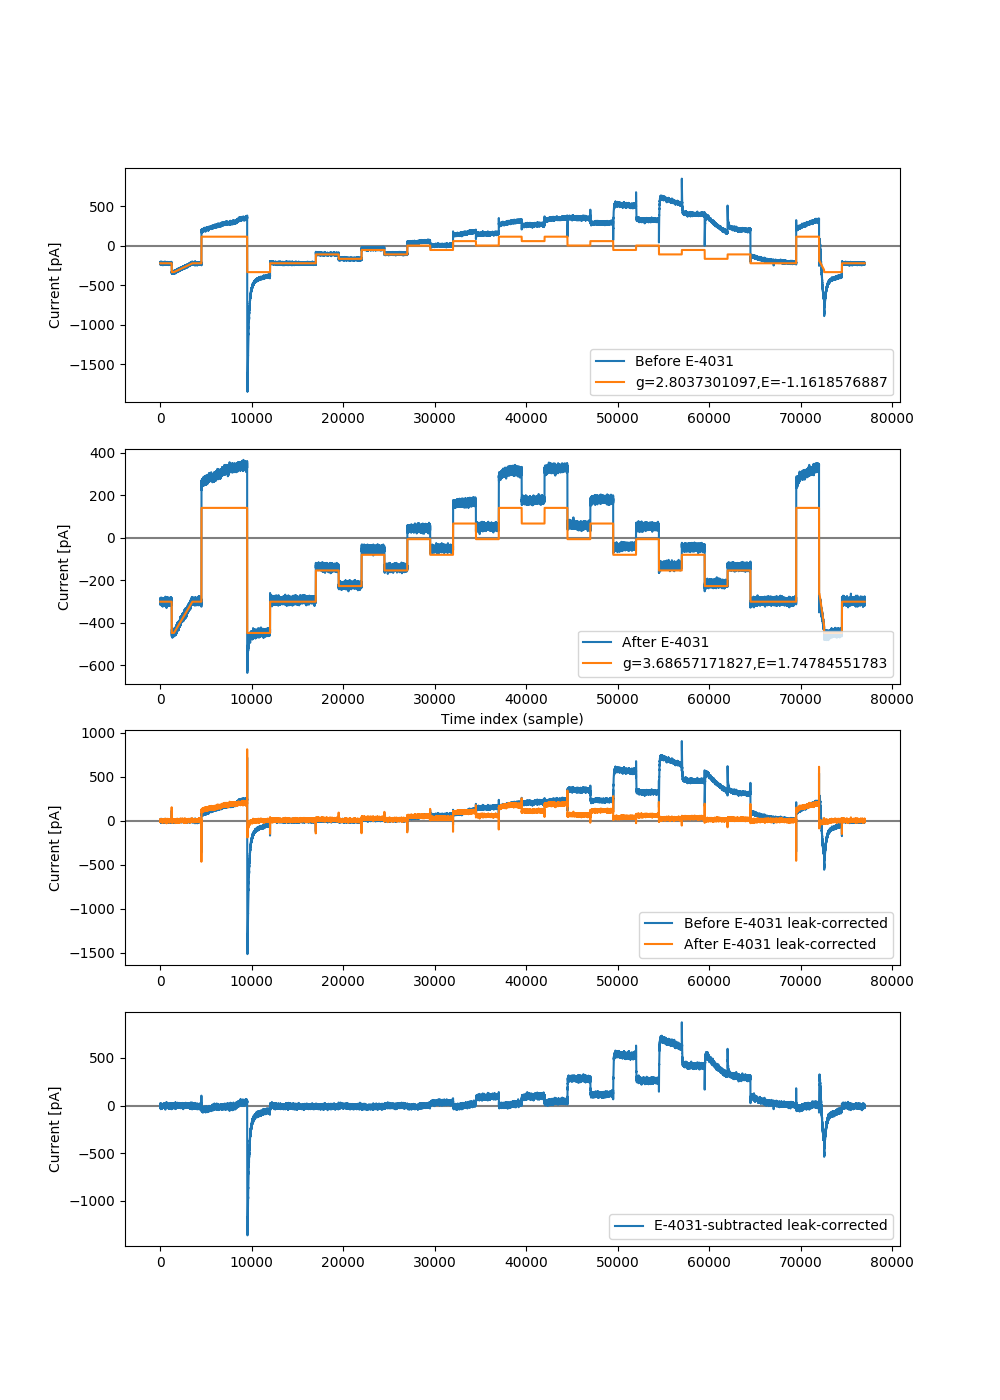 500
0
−500
−1000
−1500
Current [pA]
Before E-4031
g=2.8037301097,E=-1.1618576887
0 10000 20000 30000 40000 50000 60000 70000 80000
400
200
0
−200
−400
−600
Current [pA]
After E-4031
g=3.68657171827,E=1.74784551783
0 10000 20000 30000 40000 50000 60000 70000 80000
Time index (sample)
1000
500
0
−500
−1000
−1500
Current [pA]
Before E-4031 leak-corrected
After E-4031 leak-corrected
0 10000 20000 30000 40000 50000 60000 70000 80000
500
0
−500
−1000
Current [pA]
E-4031-subtracted leak-corrected
0 10000 20000 30000 40000 50000 60000 70000 80000